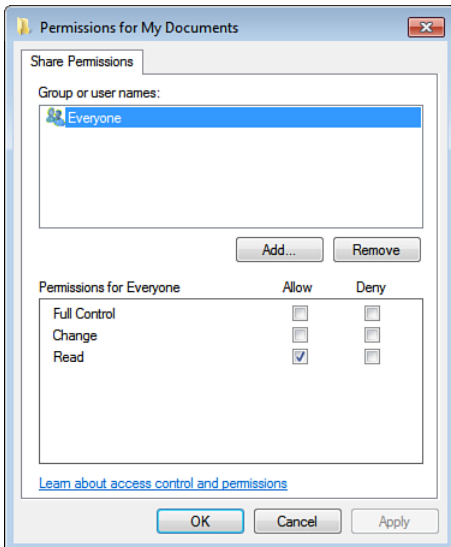 Permissions for My Documents
Share Permissions
Group or user names:
Everyone
Add... Remove
Permissions for Everyone Allow Deny
Full Control
Change
Read
Learn about access control and permissions
OK Cancel Apply